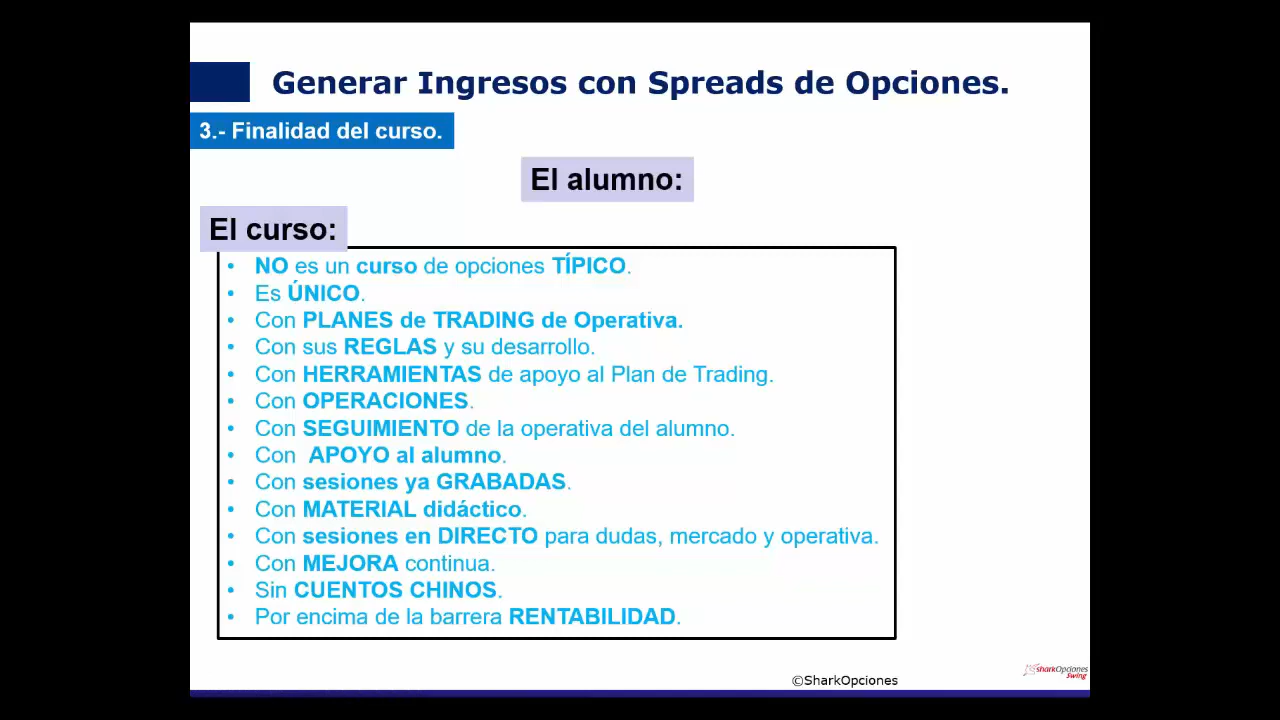 Generar Ingresos con Spreads de Opciones.
3.- Finalidad del curso.
El alumno:
El curso:
• NO es un curso de opciones TÍPICO.
• Es ÚNICO.
• Con PLANES de TRADING de Operativa.
• Con sus REGLAS y su desarrollo.
• Con HERRAMIENTAS de apoyo al Plan de Trading.
• Con OPERACIONES.
• Con SEGUIMIENTO de la operativa del alumno.
• Con APOYO al alumno.
• Con sesiones ya GRABADAS.
• Con MATERIAL didáctico.
• Con sesiones en DIRECTO para dudas, mercado y operativa.
• Con MEJORA continua.
• Sin CUENTOS CHINOS.
• Por encima de la barrera RENTABILIDAD.
©SharkOpciones
sharkOpciones
Swing